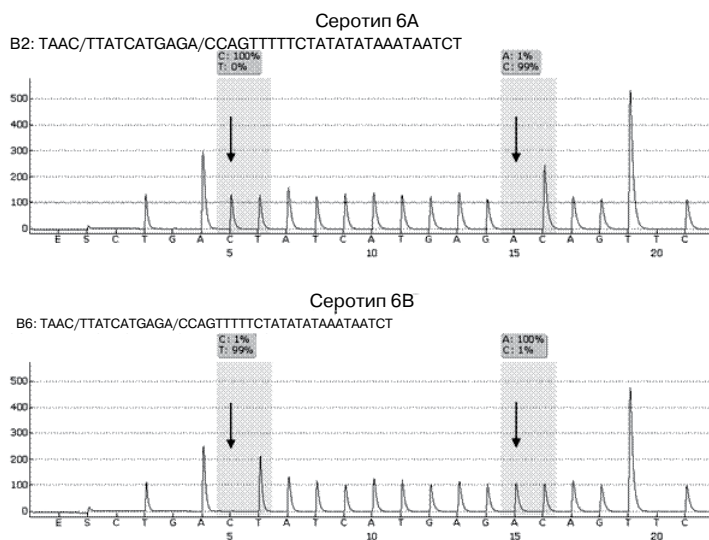 Серотип 6А
B2: TAAC/TTATCATGAGA/CCAGTTTTTCTATATATAAATAATCT
C: 100%
T: 0%
A: 1%
C: 99%
500
400
300
200
100
0
E S C T G A C T A T C A T G A G A C A G T T C
5 10 15 20
Серотип 6В
B6: TAAC/TTATCATGAGA/CCAGTTTTTCTATATATAAATAATCT
C: 1%
T: 99%
A: 100%
C: 1%
500
400
300
200
100
0
E S C T G A C T A T C A T G A G A C A G T T C
5 10 15 20